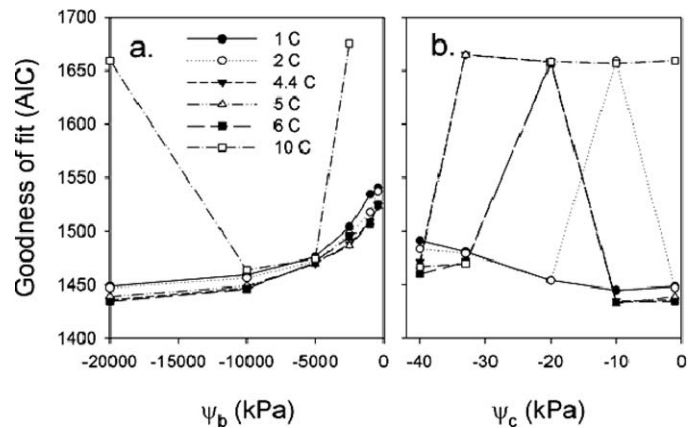 Goodness of fit (AIC)
1700
1650
1600
1550
1500
1450
1400
a.
1 C
2 C
4.4 C
5 C
6 C
10 C
b.
-20000 -15000 -10000 -5000 0
-40 -30 -20 -10 0
ψb (kPa)
ψc (kPa)